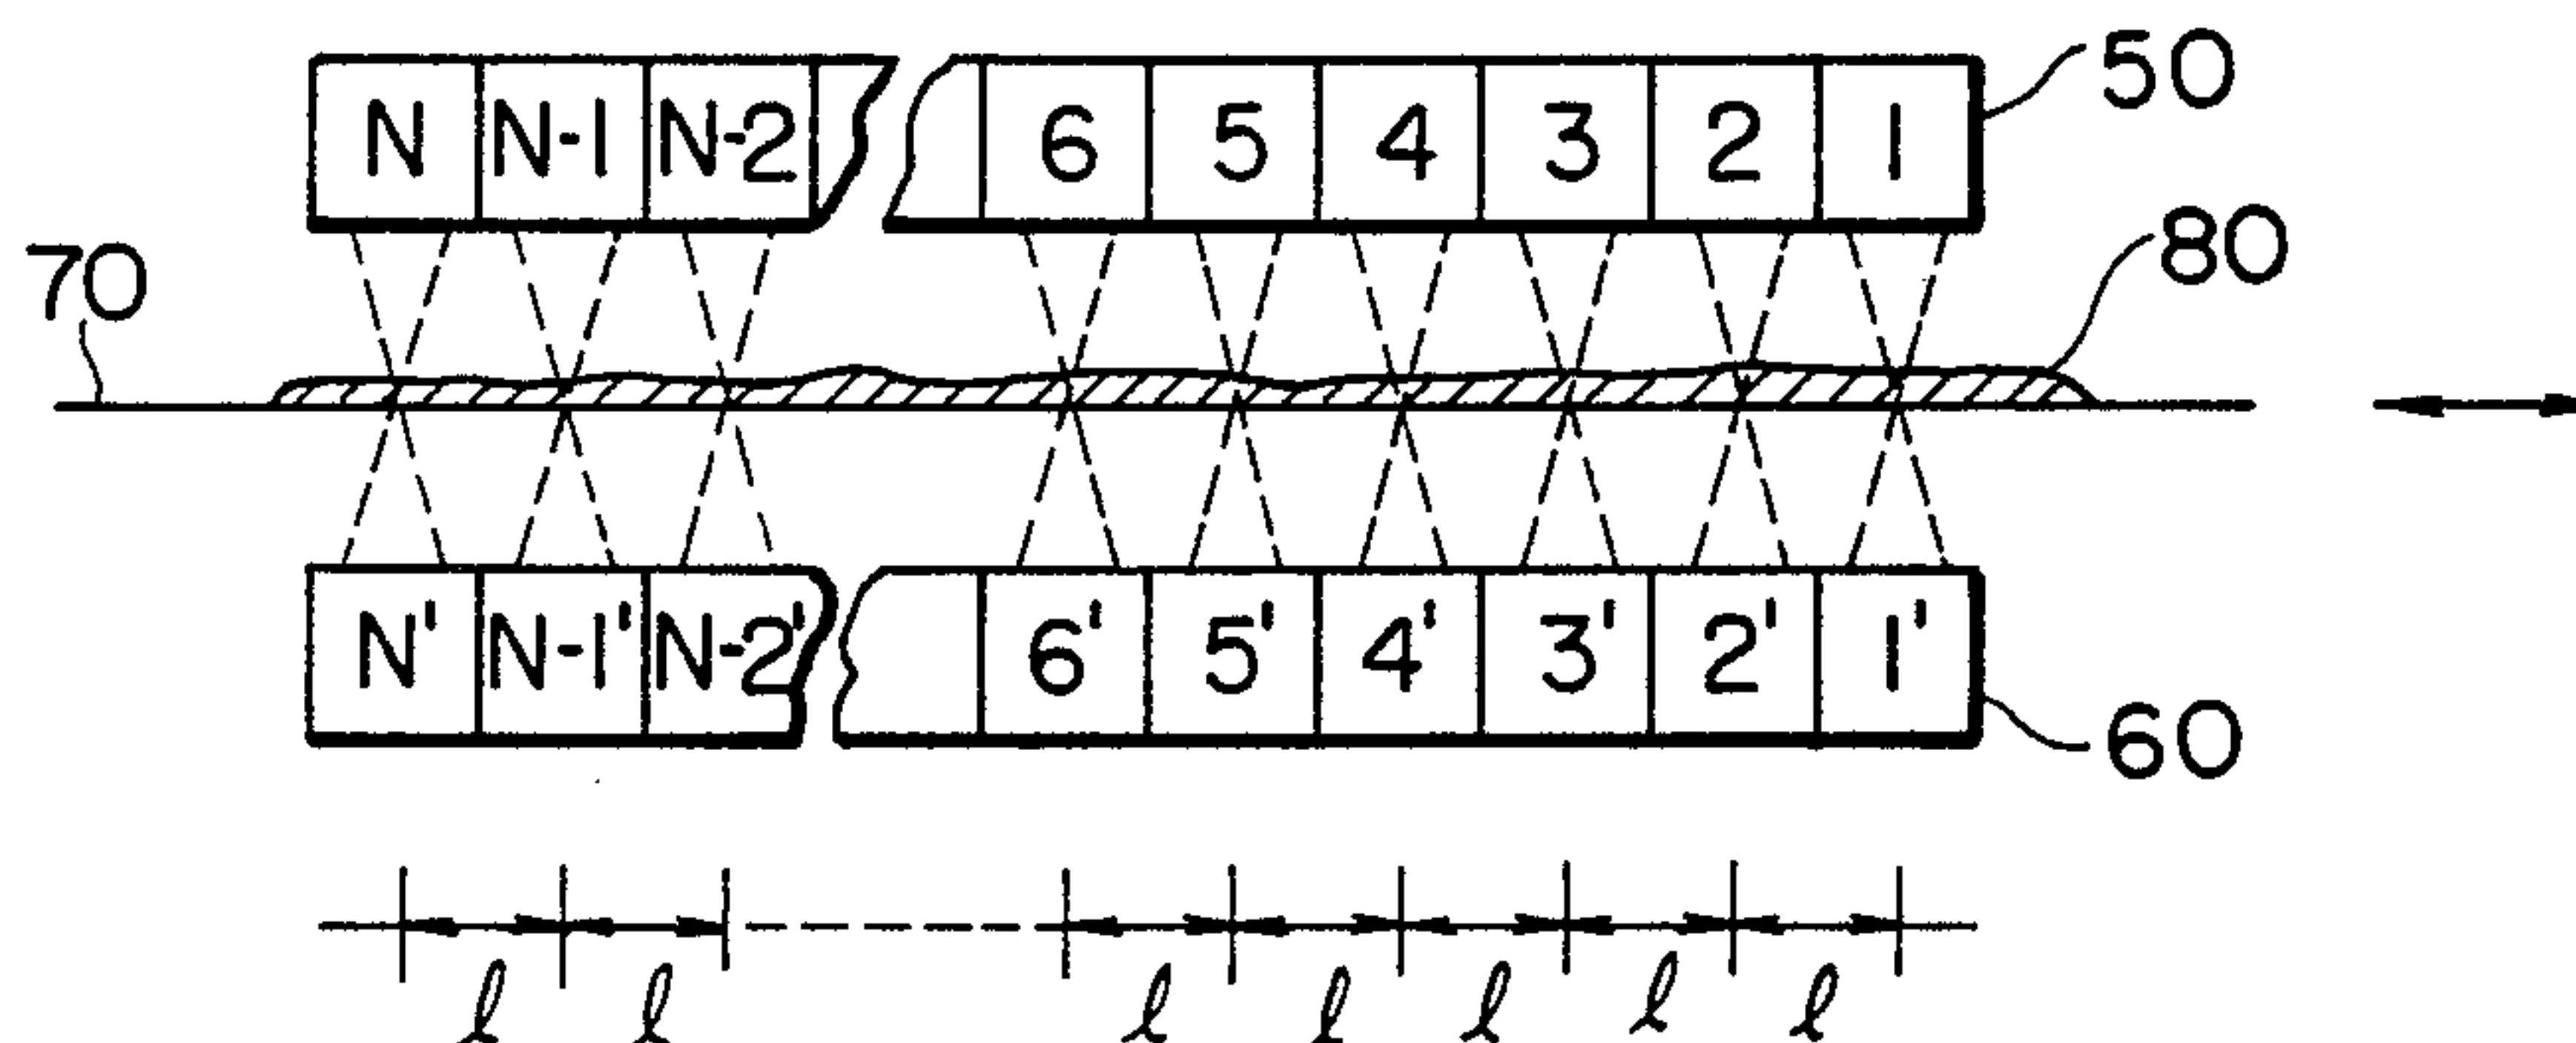 50
N N-1 N-2 6 5 4 3 2 1
80
70
N' N-1' N-2' 6' 5' 4' 3' 2' 1'
60
ℓ ℓ ℓ ℓ ℓ ℓ ℓ